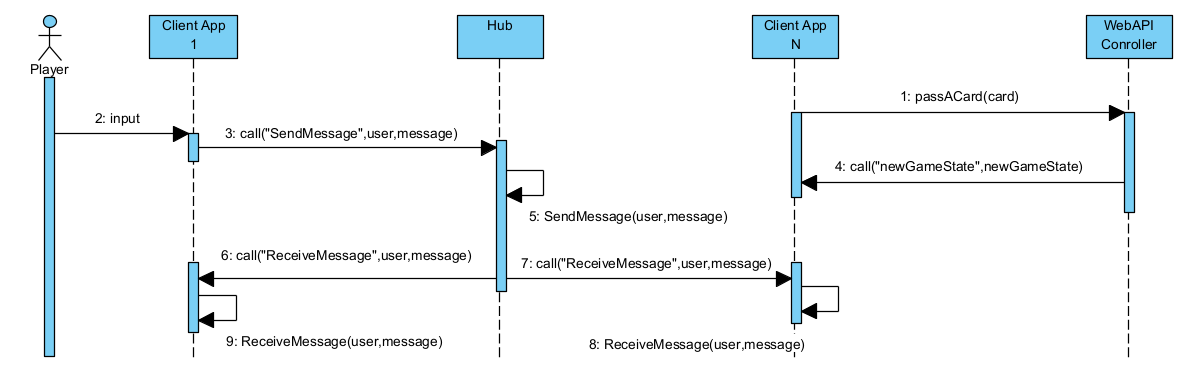 Client App
1
Hub
Client App
N
WebAPI
Conroller
Player
1: passACard(card)
2: input
3: call("SendMessage",user,message)
4: call("newGameState",newGameState)
5: SendMessage(user,message)
6: call("ReceiveMessage",user,message)
7: call("ReceiveMessage",user,message)
9: ReceiveMessage(user,message)
8: ReceiveMessage(user,message)